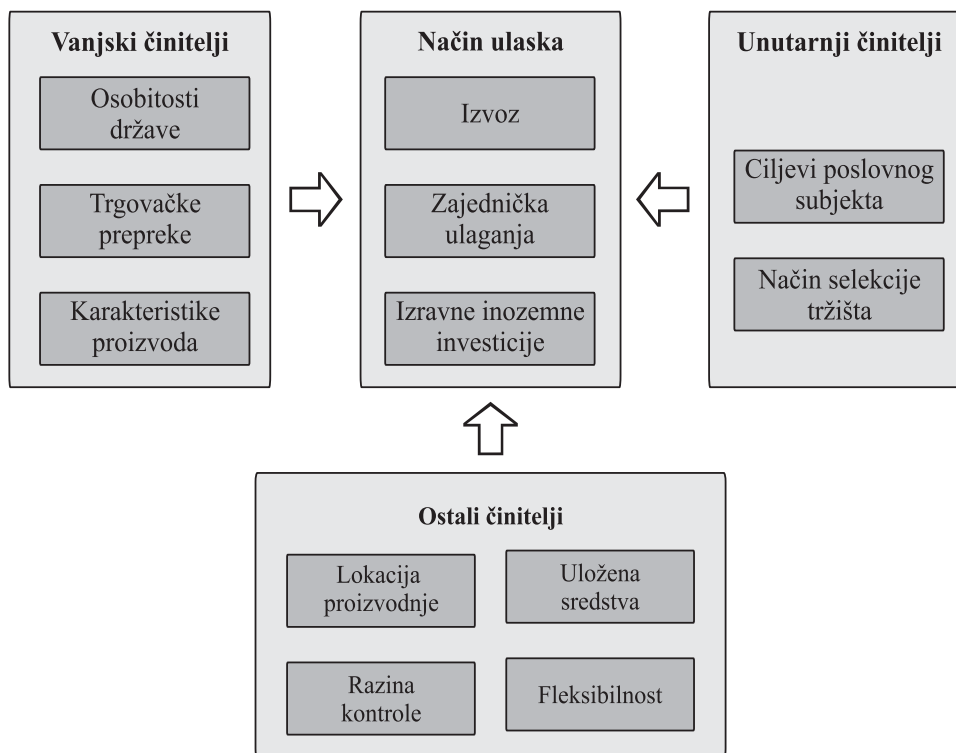 Vanjski činitelji
Osobitosti
države
Trgovačke
prepreke
Karakteristike
proizvoda
Način ulaska
Izvoz
Zajednička
ulaganja
Izravne inozemne
investicije
Unutarnji činitelji
Ciljevi poslovnog
subjekta
Način selekcije
tržišta
Ostali činitelji
Lokacija
proizvodnje
Uložena
sredstva
Razina
kontrole
Fleksibilnost